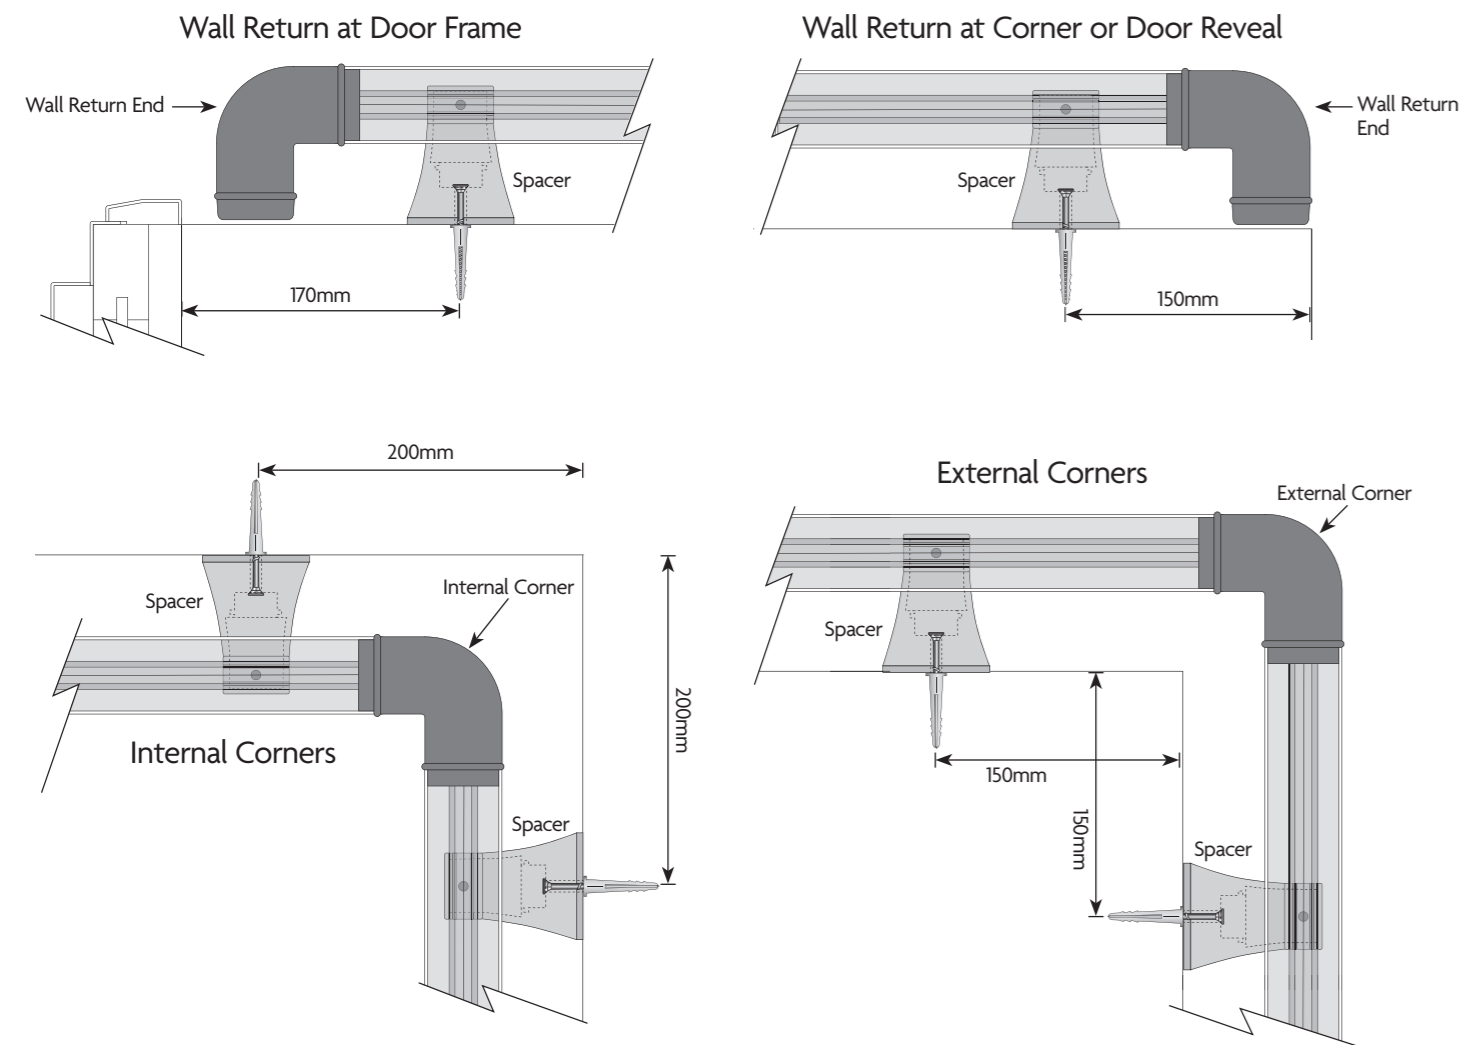 Wall Return at Door Frame
Wall Return End
Spacer
170mm
Wall Return at Corner or Door Reveal
Wall Return
End
Spacer
150mm
200mm
Internal Corner
Spacer
200mm
Internal Corners
Spacer
External Corners
External Corner
Spacer
150mm
150mm
Spacer